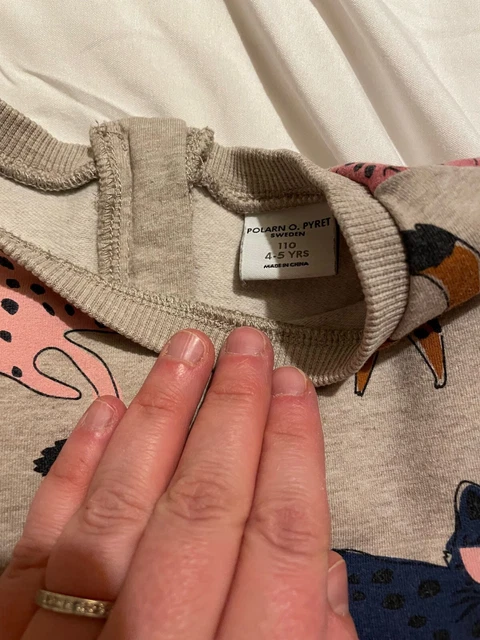 POLARN O. PYRET
SWEDEN
110
4-5 YRS
MADE IN CHINA